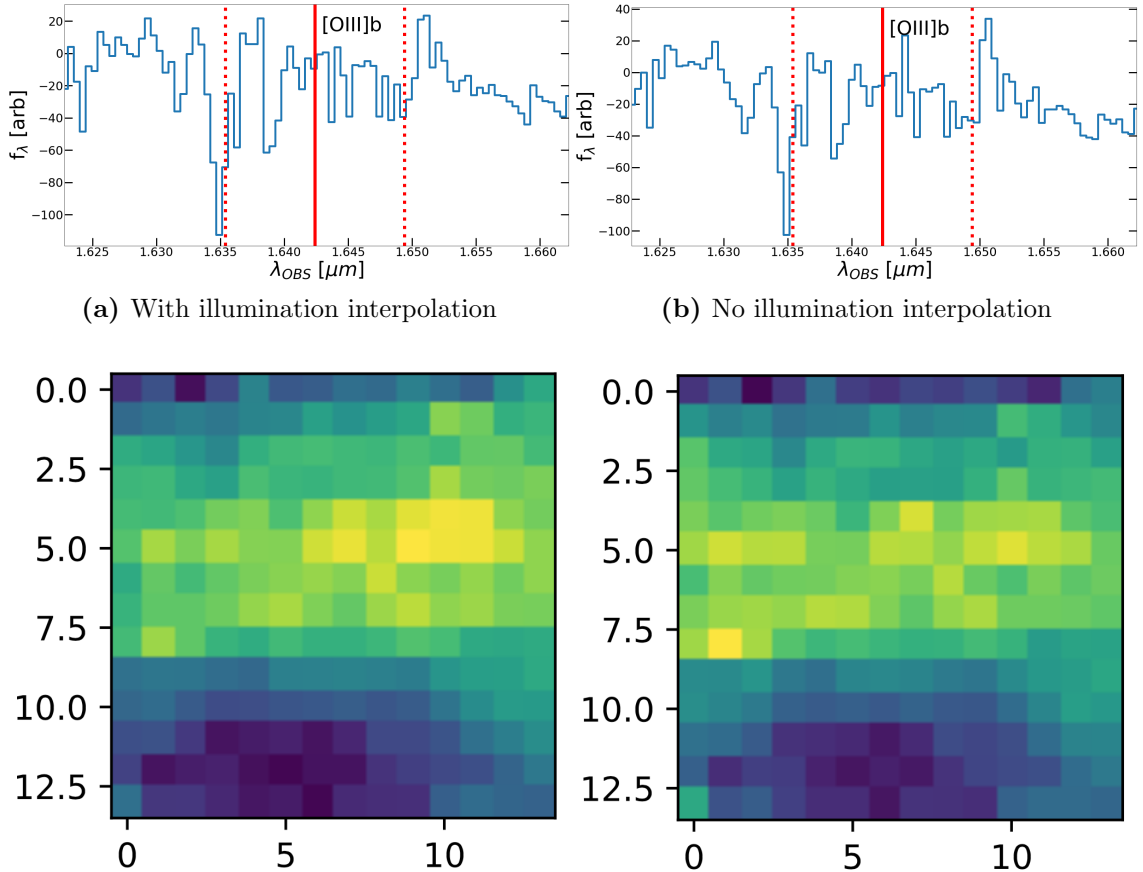 20
0
−20
−40
−60
−80
−100
f_λ [arb]
[OIII]b
1.625 1.630 1.635 1.640 1.645 1.650 1.655 1.660
λ_OBS [μm]
(a) With illumination interpolation
40
20
0
−20
−40
−60
−80
−100
f_λ [arb]
[OIII]b
1.625 1.630 1.635 1.640 1.645 1.650 1.655 1.660
λ_OBS [μm]
(b) No illumination interpolation
0.0
2.5
5.0
7.5
10.0
12.5
0 5 10
0.0
2.5
5.0
7.5
10.0
12.5
0 5 10